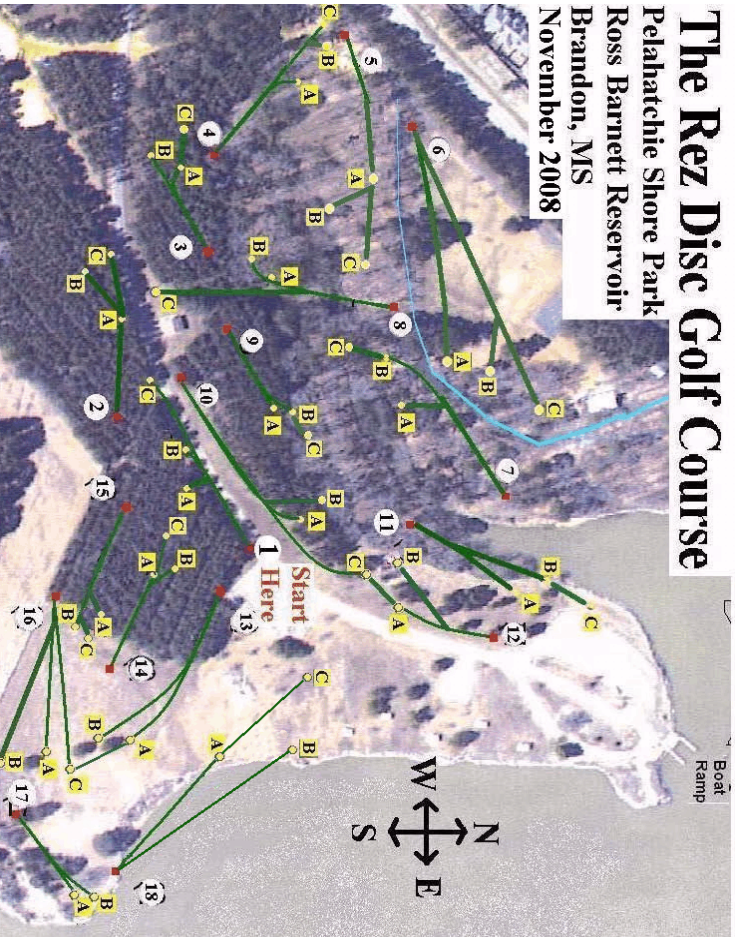 The Rez Disc Golf Course
Pelahatchie Shore Park
Ross Barnett Reservoir
Brandon, MS
November 2008
Boat
Ramp
N
W
E
S
1 Start
Here
A
B
C
2
A
B
C
3
A
B
C
4
A
B
C
5
A
B
C
6
A
B
C
7
A
B
C
8
A
B
C
9
A
B
C
10
A
B
C
11
A
B
C
12
A
B
13
A
B
C
14
A
B
C
15
A
B
C
16
A
B
17
A
B
18
A
B
C